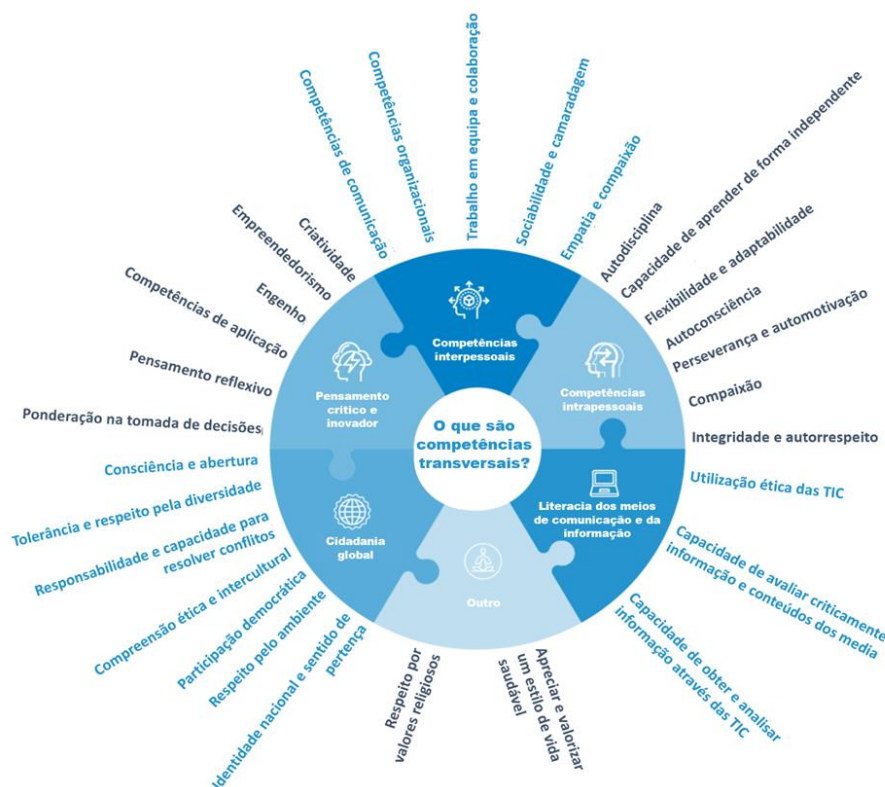 O que são
competências
transversais?
Competências
interpessoais
Competências de comunicação
Competências organizacionais
Trabalho em equipa e colaboração
Sociabilidade e camaradagem
Empatia e compaixão
Competências
intrapessoais
Autodisciplina
Capacidade de aprender de forma independente
Flexibilidade e adaptabilidade
Autoconsciência
Perseverança e automotivação
Compaixão
Integridade e autorrespeito
Literacia dos meios
de comunicação e da
informação
Utilização ética das TIC
Capacidade de avaliar criticamente
informação e conteúdos dos media
Capacidade de obter e analisar
informação através das TIC
Outro
Apreciar e valorizar
um estilo de vida
saudável
Respeito por
valores religiosos
Cidadania
global
Identidade nacional e sentido de
pertença
Respeito pelo ambiente
Participação democrática
Compreensão ética e intercultural
Responsabilidade e capacidade para
resolver conflitos
Tolerância e respeito pela diversidade
Consciência e abertura
Pensamento
crítico e
inovador
Ponderação na tomada de decisões
Pensamento reflexivo
Competências de aplicação
Engenho
Empreendedorismo
Criatividade